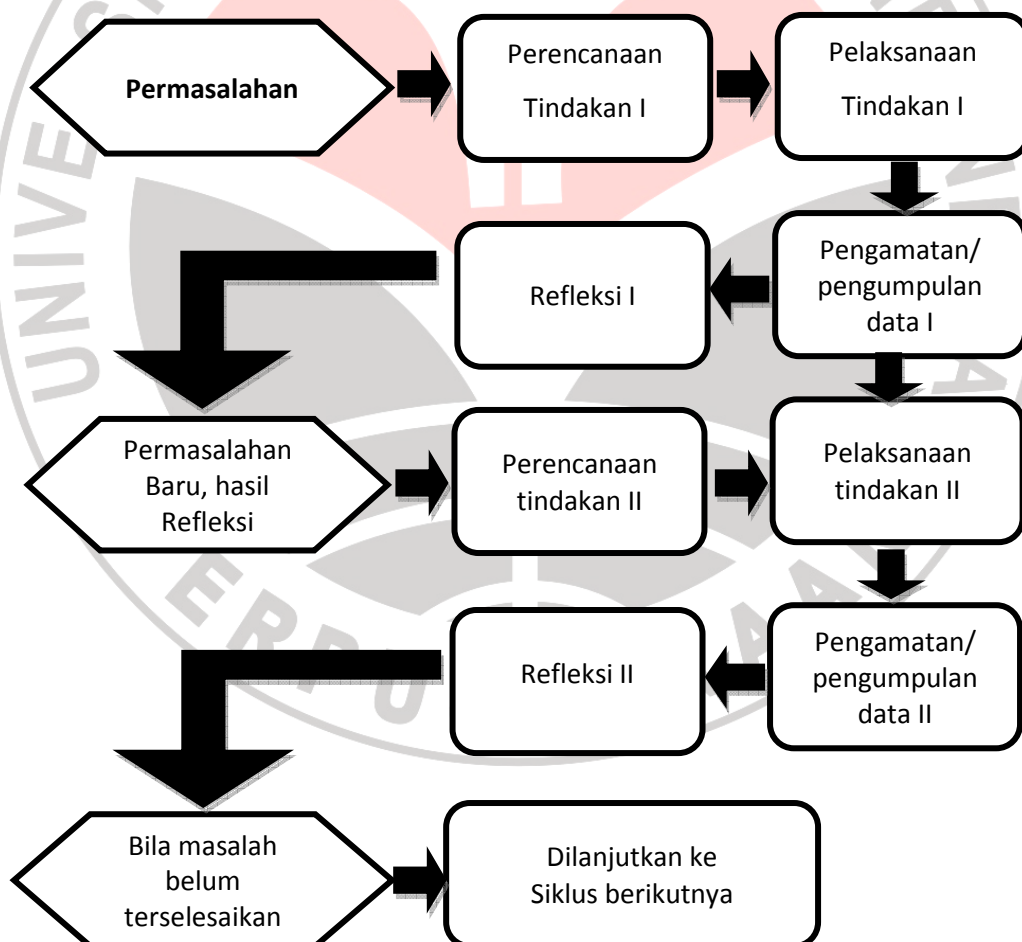 Permasalahan
Perencanaan
Tindakan I
Pelaksanaan
Tindakan I
Refleksi I
Pengamatan/
pengumpulan
data I
Permasalahan
Baru, hasil
Refleksi
Perencanaan
tindakan II
Pelaksanaan
tindakan II
Refleksi II
Pengamatan/
pengumpulan
data II
Bila masalah
belum
terselesaikan
Dilanjutkan ke
Siklus berikutnya